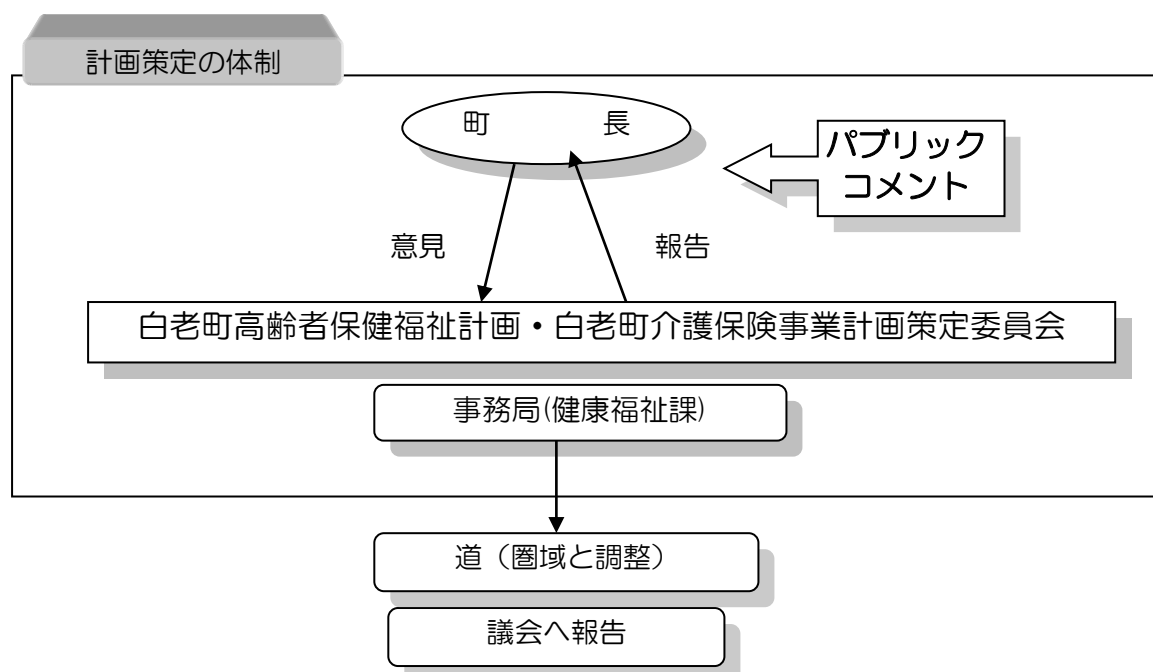 計画策定の体制
町 長
パブリック
コメント
意見 報告
白老町高齢者保健福祉計画・白老町介護保険事業計画策定委員会
事務局(健康福祉課)
道（圏域と調整）
議会へ報告